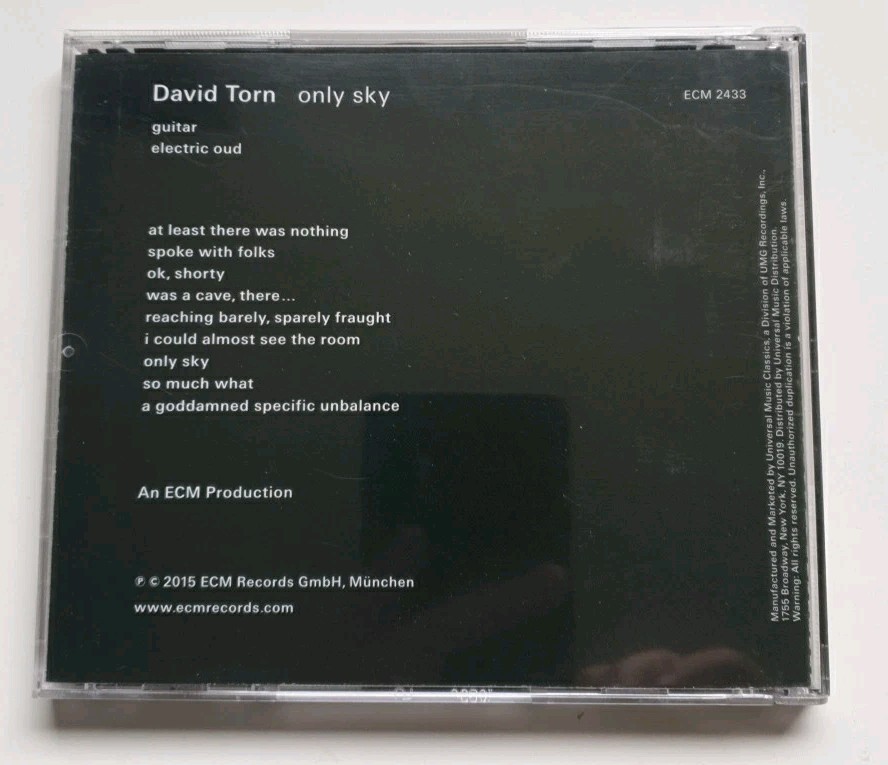 David Torn only sky
ECM 2433
guitar
electric oud
at least there was nothing
spoke with folks
ok, shorty
was a cave, there...
reaching barely, sparely fraught
i could almost see the room
only sky
so much what
a goddamned specific unbalance
An ECM Production
℗ © 2015 ECM Records GmbH, München
www.ecmrecords.com
Manufactured and Marketed by Universal Music Classics, a Division of UMG Recordings, Inc.,
1755 Broadway, New York, NY 10019. Distributed by Universal Music Distribution.
Warning: All rights reserved. Unauthorized duplication is a violation of applicable laws.